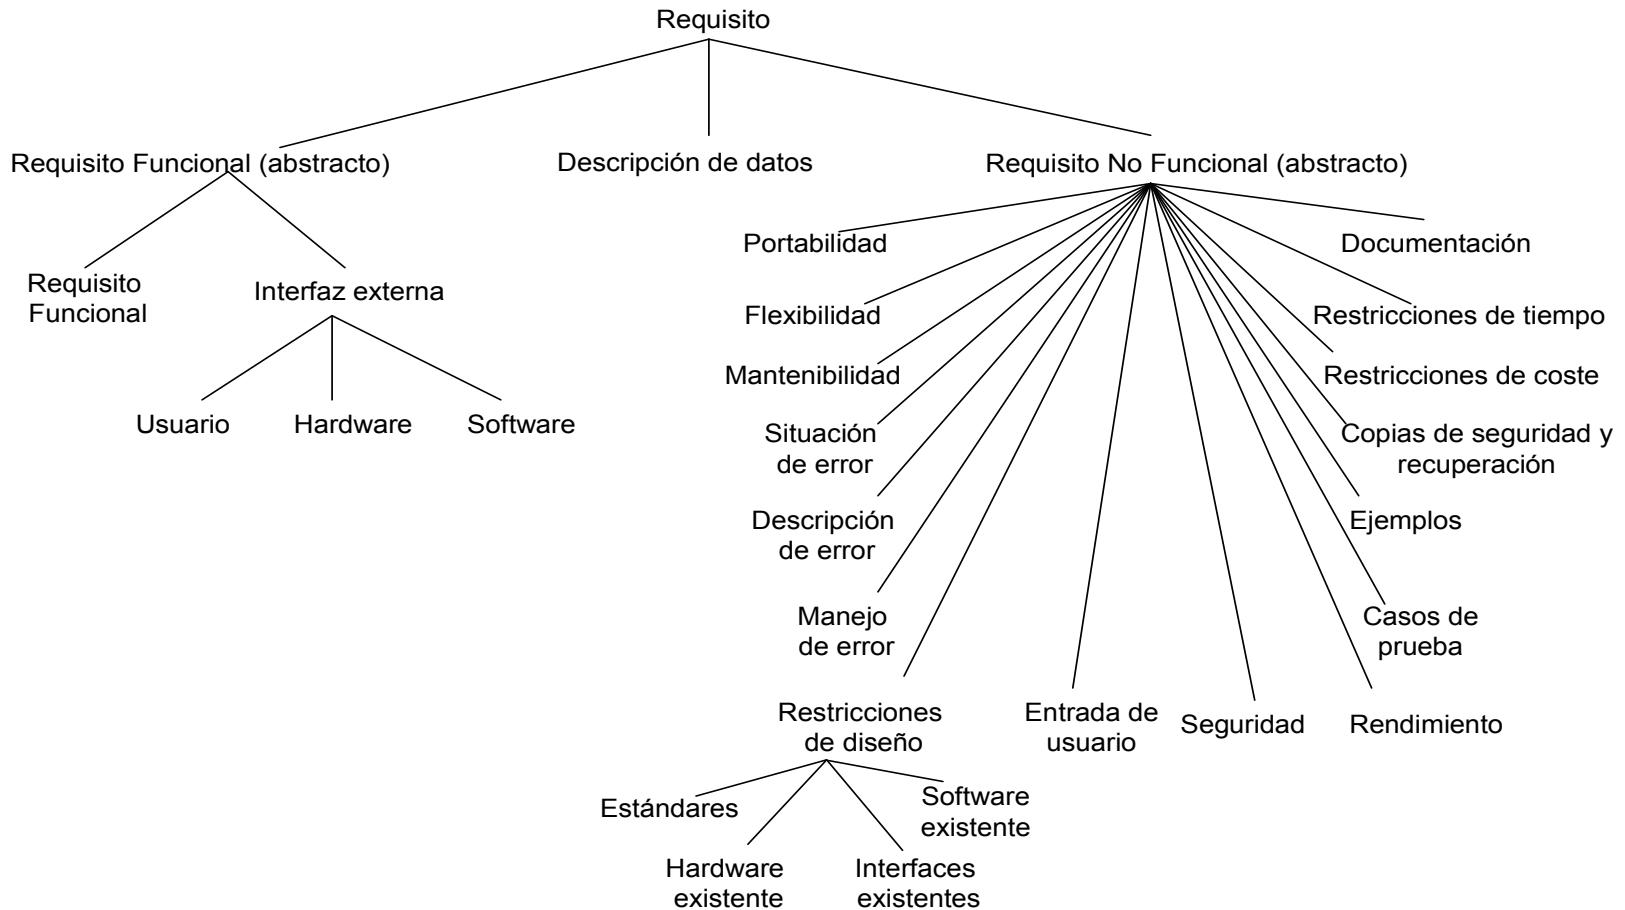 Requisito
Requisito Funcional (abstracto)
Descripción de datos
Requisito No Funcional (abstracto)
Requisito
Funcional
Interfaz externa
Usuario
Hardware
Software
Portabilidad
Flexibilidad
Mantenibilidad
Situación
de error
Descripción
de error
Manejo
de error
Restricciones
de diseño
Estándares
Hardware
existente
Interfaces
existentes
Software
existente
Entrada de
usuario
Seguridad
Rendimiento
Casos de
prueba
Ejemplos
Copias de seguridad y
recuperación
Restricciones de coste
Restricciones de tiempo
Documentación